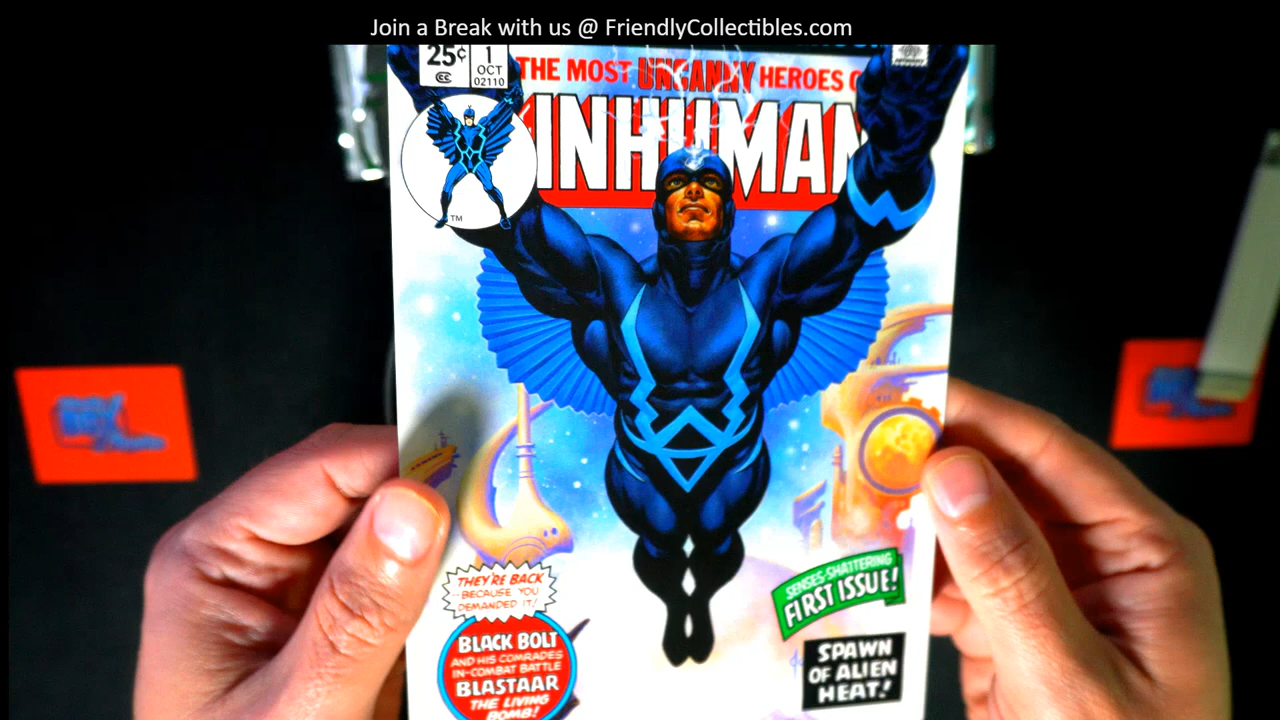 Join a Break with us @ FriendlyCollectibles.com
25¢
1
OCT
02110
CC
THE MOST UNCANNY HEROES
INHUMAN
TM
THEY'RE BACK
--BECAUSE YOU
DEMANDED IT!
BLACK BOLT
AND HIS COMRADES
IN-COMBAT BATTLE
BLASTAAR
THE LIVING
BOMB!
SENSES-SHATTERING
FIRST ISSUE!
SPAWN
OF ALIEN
HEAT!